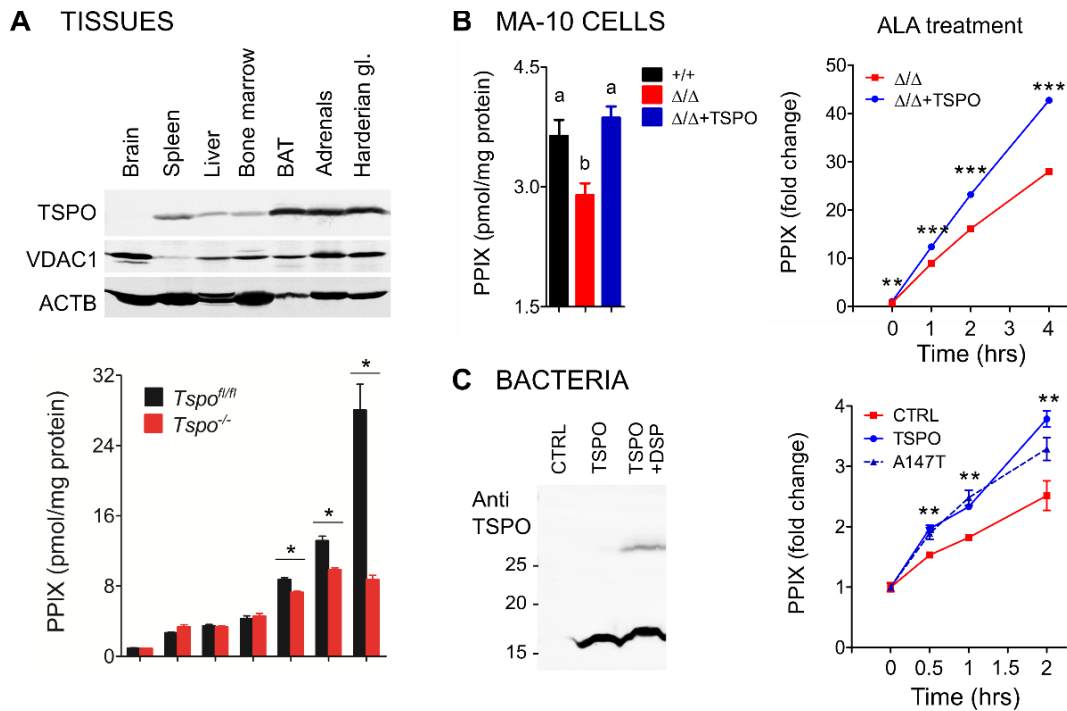 A TISSUES
Brain
Spleen
Liver
Bone marrow
BAT
Adrenals
Harderian gl.
TSPO
VDAC1
ACTB
PPIX (pmol/mg protein)
32
24
16
8
0
Tspofl/fl
Tspo-/-
*
*
*
B MA-10 CELLS
PPIX (pmol/mg protein)
4.5
3.0
1.5
a
b
a
+/+
Δ/Δ
Δ/Δ+TSPO
ALA treatment
PPIX (fold change)
50
40
30
20
10
0
Δ/Δ
Δ/Δ+TSPO
**
***
***
***
0 1 2 3 4
Time (hrs)
C BACTERIA
CTRL
TSPO
TSPO
+DSP
Anti
TSPO
25
20
15
PPIX (fold change)
4
3
2
1
0
CTRL
TSPO
A147T
**
**
**
0 0.5 1 1.5 2
Time (hrs)